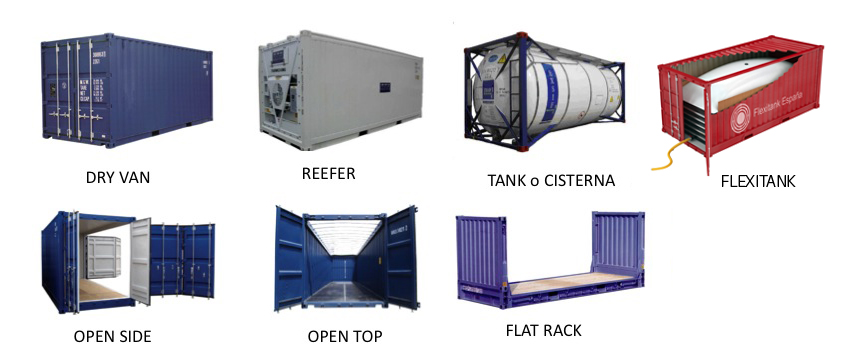 DRY VAN
REEFER
TANK o CISTERNA
Flexitank España
FLEXITANK
OPEN SIDE
OPEN TOP
FLAT RACK